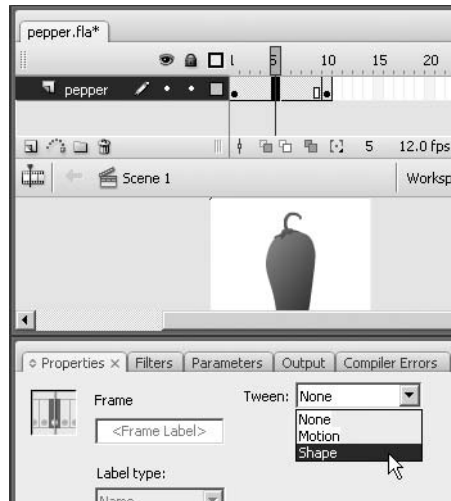 pepper.fla*
1 5 10 15 20
pepper
5 12.0 fps
Scene 1
Worksp
Properties × Filters Parameters Output Compiler Errors
Frame
Tween: None
<Frame Label>
None
Motion
Shape
Label type:
Name